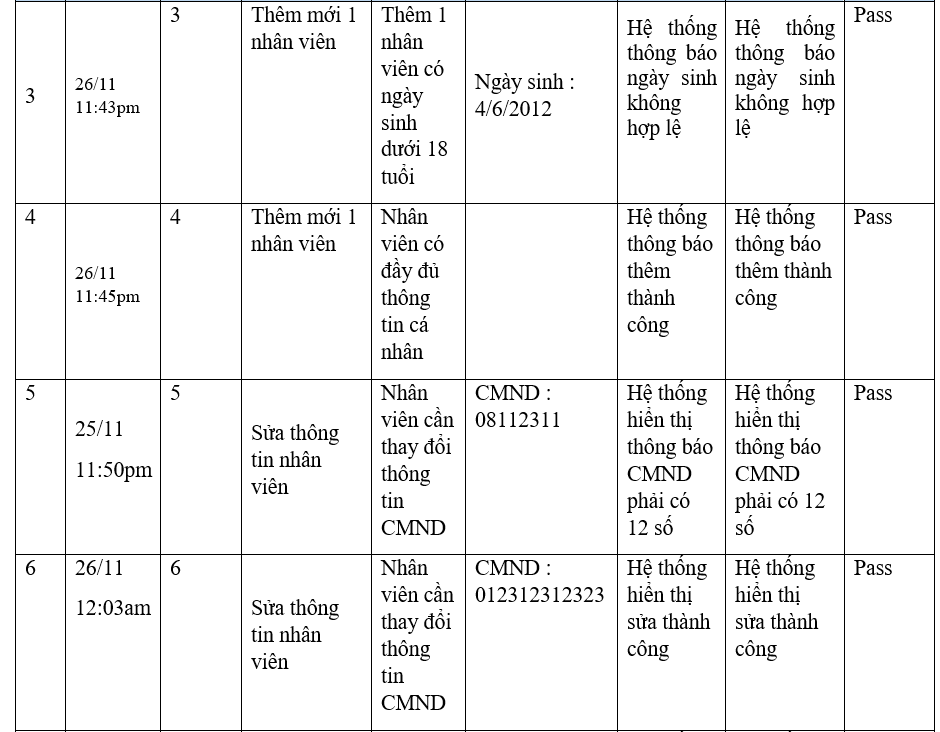 3
26/11
11:43pm
3
Thêm mới 1
nhân viên
Thêm 1
nhân
viên có
ngày
sinh
dưới 18
tuổi
Ngày sinh :
4/6/2012
Hệ thống
thông báo
ngày sinh
không
hợp lệ
Hệ thống
thông báo
ngày sinh
không hợp
lệ
Pass
4
26/11
11:45pm
4
Thêm mới 1
nhân viên
Nhân
viên có
đầy đủ
thông
tin cá
nhân
Hệ thống
thông báo
thêm
thành
công
Hệ thống
thông báo
thêm thành
công
Pass
5
25/11
11:50pm
5
Sửa thông
tin nhân
viên
Nhân
viên cần
thay đổi
thông
tin
CMND
CMND :
08112311
Hệ thống
hiển thị
thông báo
CMND
phải có
12 số
Hệ thống
hiển thị
thông báo
CMND
phải có 12
số
Pass
6
26/11
12:03am
6
Sửa thông
tin nhân
viên
Nhân
viên cần
thay đổi
thông
tin
CMND
CMND :
012312312323
Hệ thống
hiển thị
sửa thành
công
Hệ thống
hiển thị
sửa thành
công
Pass